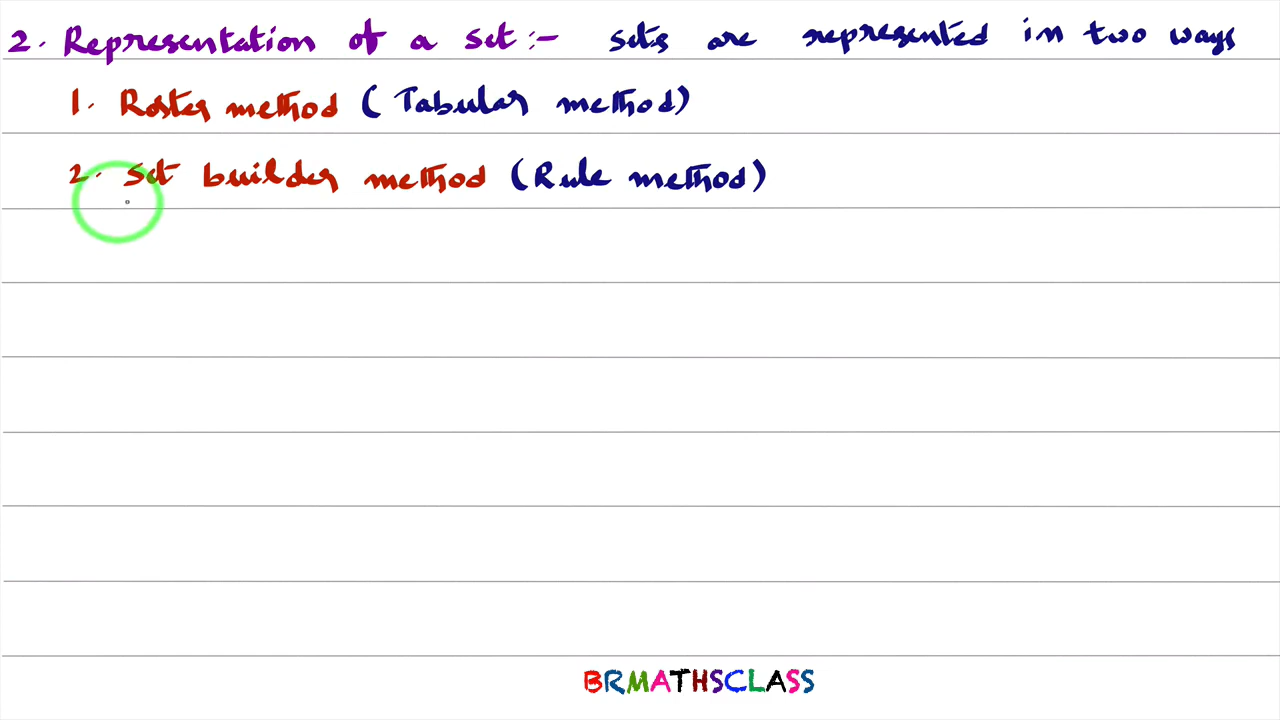 2. Representation of a set :- sets are represented in two ways
1. Roster method (Tabular method)
2. Set builder method (Rule method)
BRMATHSCLASS